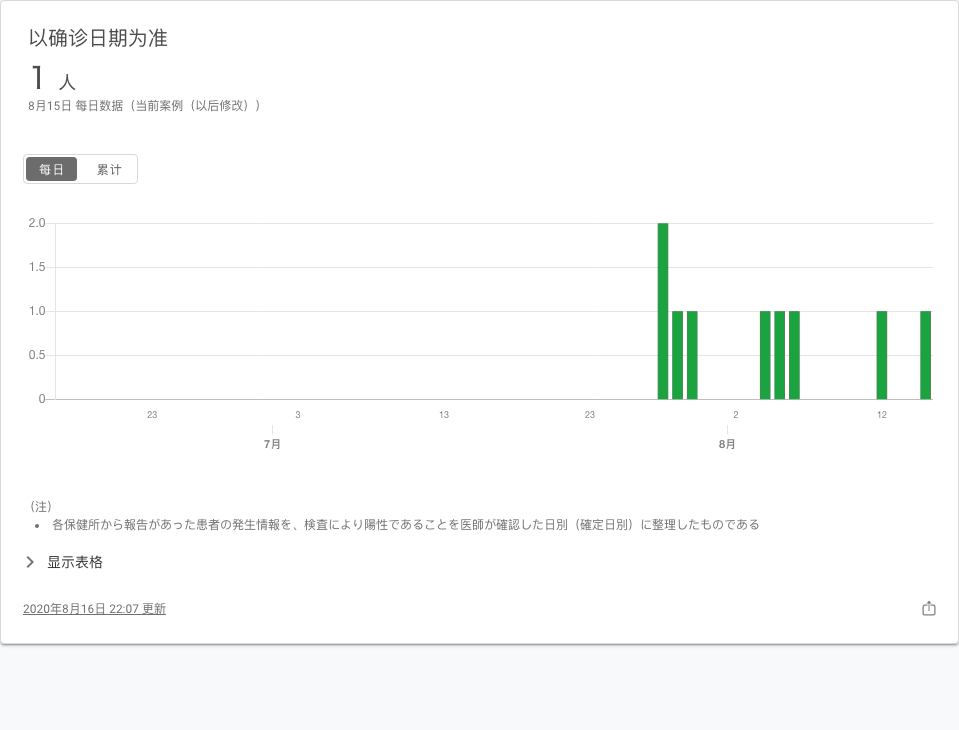 以确诊日期为准
1 人
8月15日 每日数据（当前案例（以后修改））
每日 累计
2.0
1.5
1.0
0.5
0
23 3 13 23 2 12
7月 8月
（注）
• 各保健所から報告があった患者の発生情報を、検査により陽性であることを医師が確認した日別（確定日別）に整理したものである
显示表格
2020年8月16日 22:07 更新